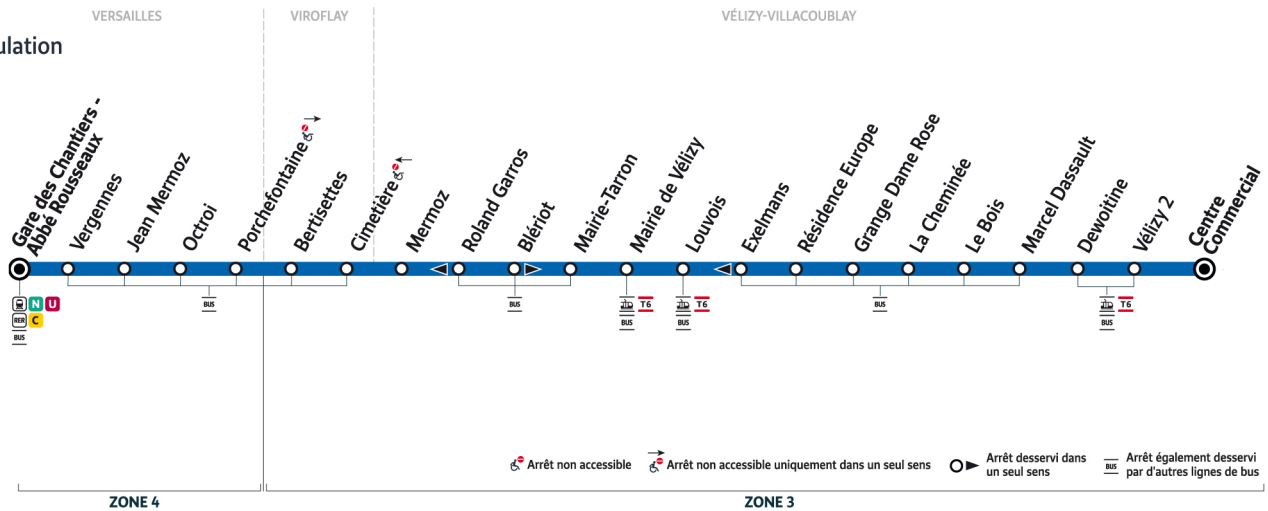 VERSAILLES
VIROFLAY
VÉLIZY-VILLACOUBLAY
ulation
Gare des Chantiers -
Abbé Rousseaux
Vergennes
Jean Mermoz
Octroi
Porchefontaine
Bertisettes
Cimetière
Mermoz
Roland Garros
Blériot
Mairie-Tarron
Mairie de Vélizy
Louvois
Exelmans
Résidence Europe
Grange Dame Rose
La Cheminée
Le Bois
Marcel Dassault
Dewoitine
Vélizy 2
Centre
Commercial
N U
RER C
BUS
BUS
BUS
T6
BUS
T6
BUS
BUS
T6
BUS
Arrêt non accessible
Arrêt non accessible uniquement dans un seul sens
Arrêt desservi dans
un seul sens
BUS
Arrêt également desservi
par d'autres lignes de bus
ZONE 4
ZONE 3